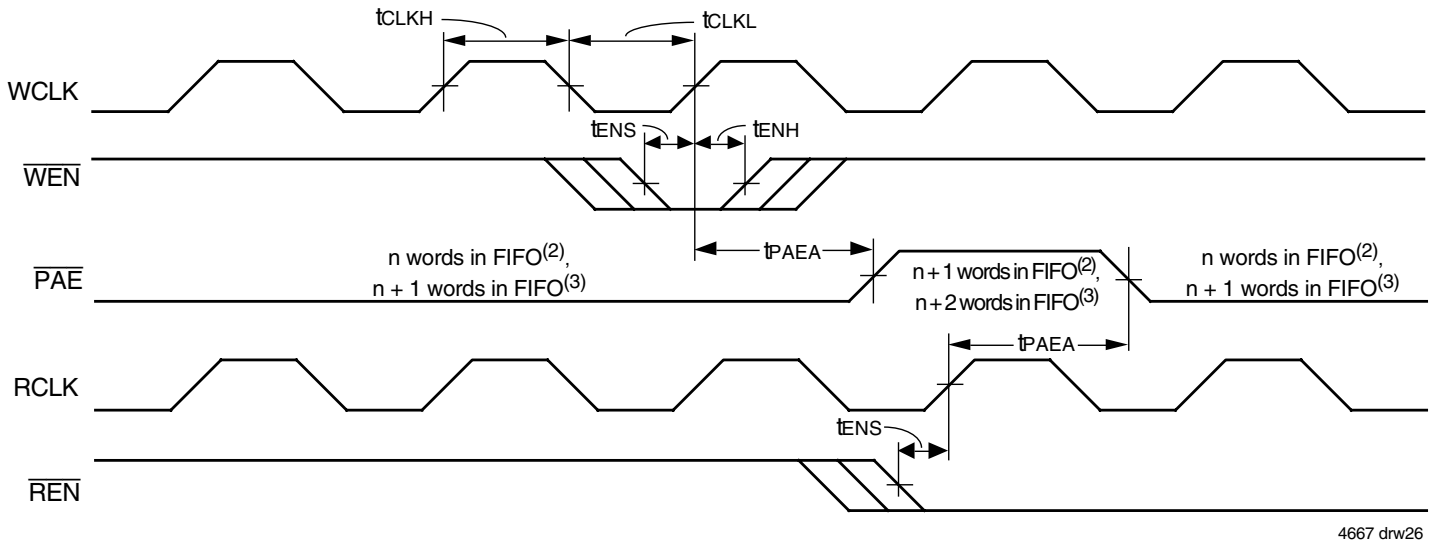 tCLKH
tCLKL
WCLK
tENS
tENH
WEN
tPAEA
n words in FIFO(2),
n + 1 words in FIFO(3)
n + 1 words in FIFO(2),
n + 2 words in FIFO(3)
n words in FIFO(2),
n + 1 words in FIFO(3)
PAE
tPAEA
RCLK
tENS
REN
4667 drw26